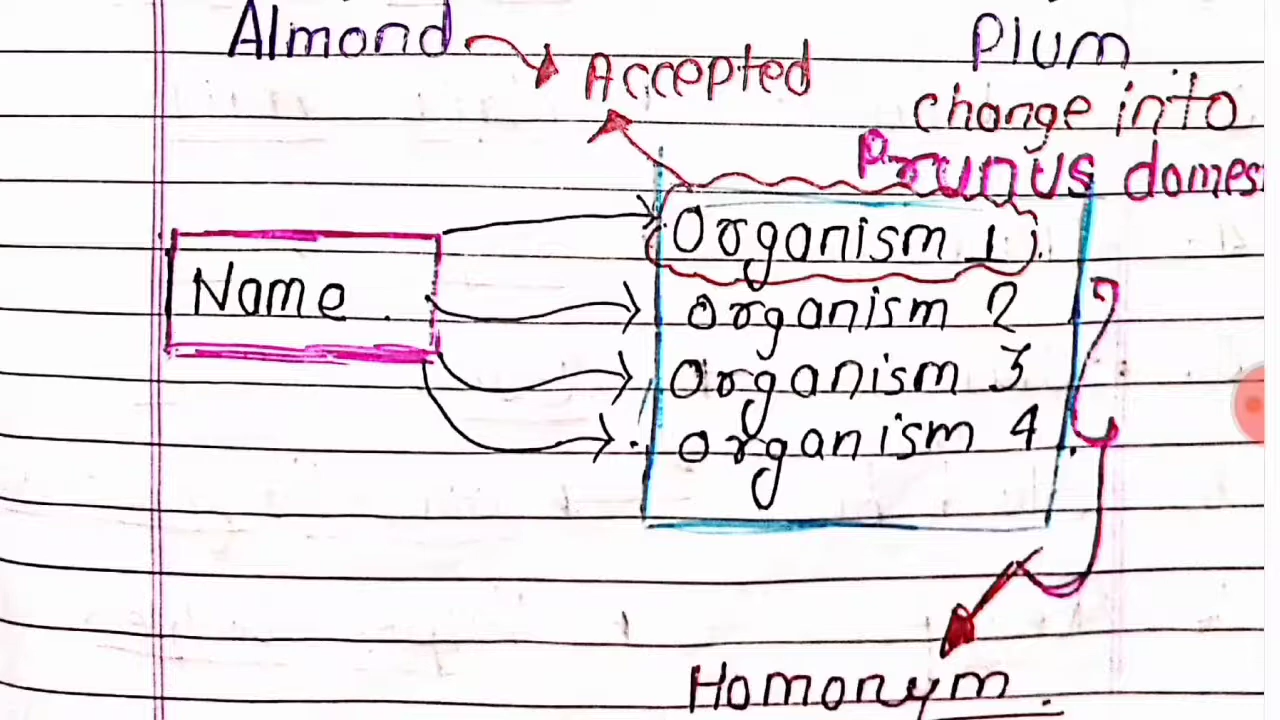 Almond
Plum
Accepted
change into
Prunus domes
Name.
Organism 1.
organism 2
Organism 3
organism 4
Homonym.